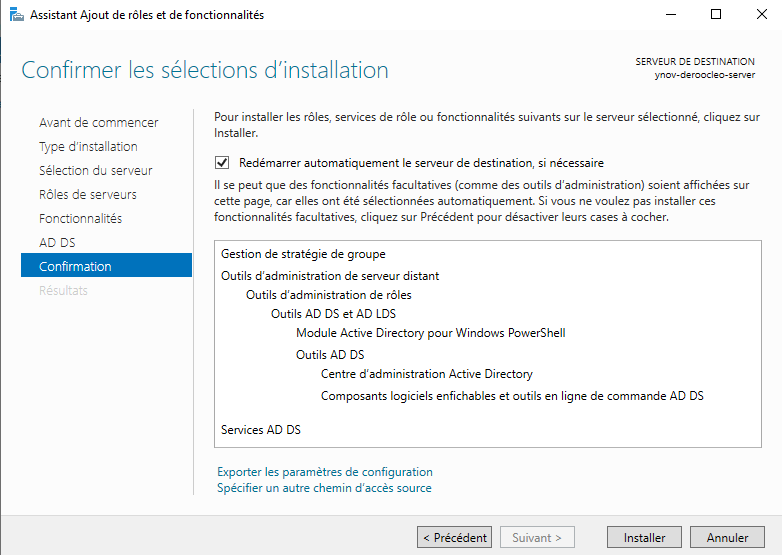 Assistant Ajout de rôles et de fonctionnalités
Confirmer les sélections d'installation
SERVEUR DE DESTINATION
ynov-deroocleo-server
Avant de commencer
Type d'installation
Sélection du serveur
Rôles de serveurs
Fonctionnalités
AD DS
Confirmation
Résultats
Pour installer les rôles, services de rôle ou fonctionnalités suivants sur le serveur sélectionné, cliquez sur
Installer.
Redémarrer automatiquement le serveur de destination, si nécessaire
Il se peut que des fonctionnalités facultatives (comme des outils d'administration) soient affichées sur
cette page, car elles ont été sélectionnées automatiquement. Si vous ne voulez pas installer ces
fonctionnalités facultatives, cliquez sur Précédent pour désactiver leurs cases à cocher.
Gestion de stratégie de groupe
Outils d'administration de serveur distant
Outils d'administration de rôles
Outils AD DS et AD LDS
Module Active Directory pour Windows PowerShell
Outils AD DS
Centre d'administration Active Directory
Composants logiciels enfichables et outils en ligne de commande AD DS
Services AD DS
Exporter les paramètres de configuration
Spécifier un autre chemin d'accès source
< Précédent
Suivant >
Installer
Annuler